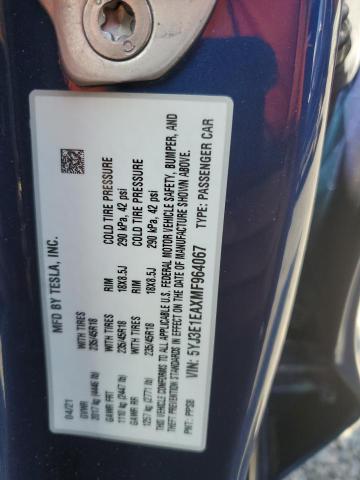 MFD BY TESLA, INC.
04/21
GVWR
2017 kg (4446 lb)
WITH TIRES
235/45R18
RIM
18X8.5J
COLD TIRE PRESSURE
290 kPa, 42 psi
GAWR FRT
1110 kg (2447 lb)
WITH TIRES
235/45R18
RIM
18X8.5J
COLD TIRE PRESSURE
290 kPa, 42 psi
GAWR RR
1257 kg (2771 lb)
THIS VEHICLE CONFORMS TO ALL APPLICABLE U.S. FEDERAL MOTOR VEHICLE SAFETY, BUMPER, AND
THEFT PREVENTION STANDARDS IN EFFECT ON THE DATE OF MANUFACTURE SHOWN ABOVE.
VIN: 5YJ3E1EAXMF964067
TYPE: PASSENGER CAR
PNT: PPSB